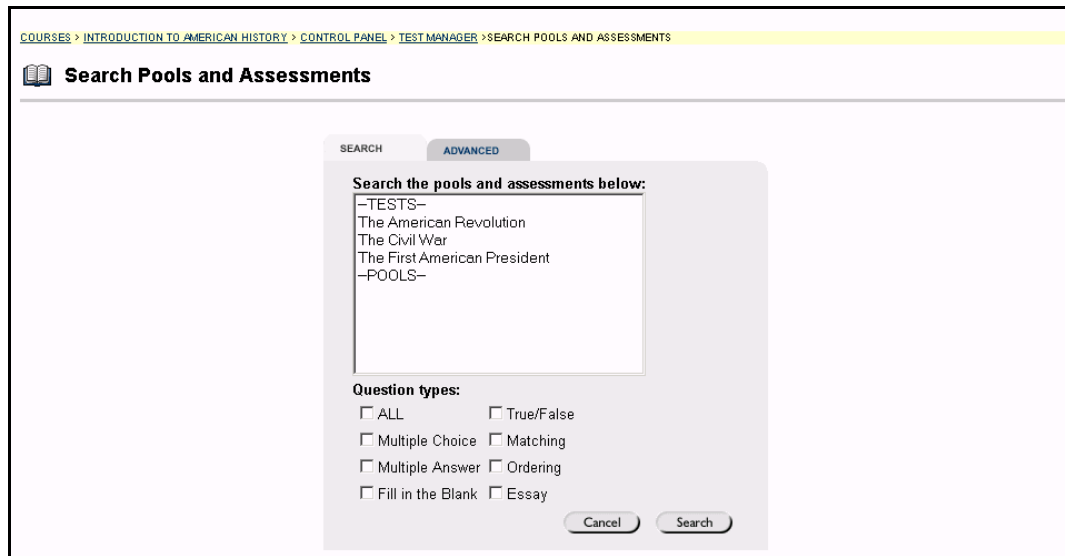 COURSES > INTRODUCTION TO AMERICAN HISTORY > CONTROL PANEL > TEST MANAGER >SEARCH POOLS AND ASSESSMENTS
Search Pools and Assessments
SEARCH ADVANCED
Search the pools and assessments below:
–TESTS–
The American Revolution
The Civil War
The First American President
–POOLS–
Question types:
ALL True/False
Multiple Choice Matching
Multiple Answer Ordering
Fill in the Blank Essay
Cancel Search